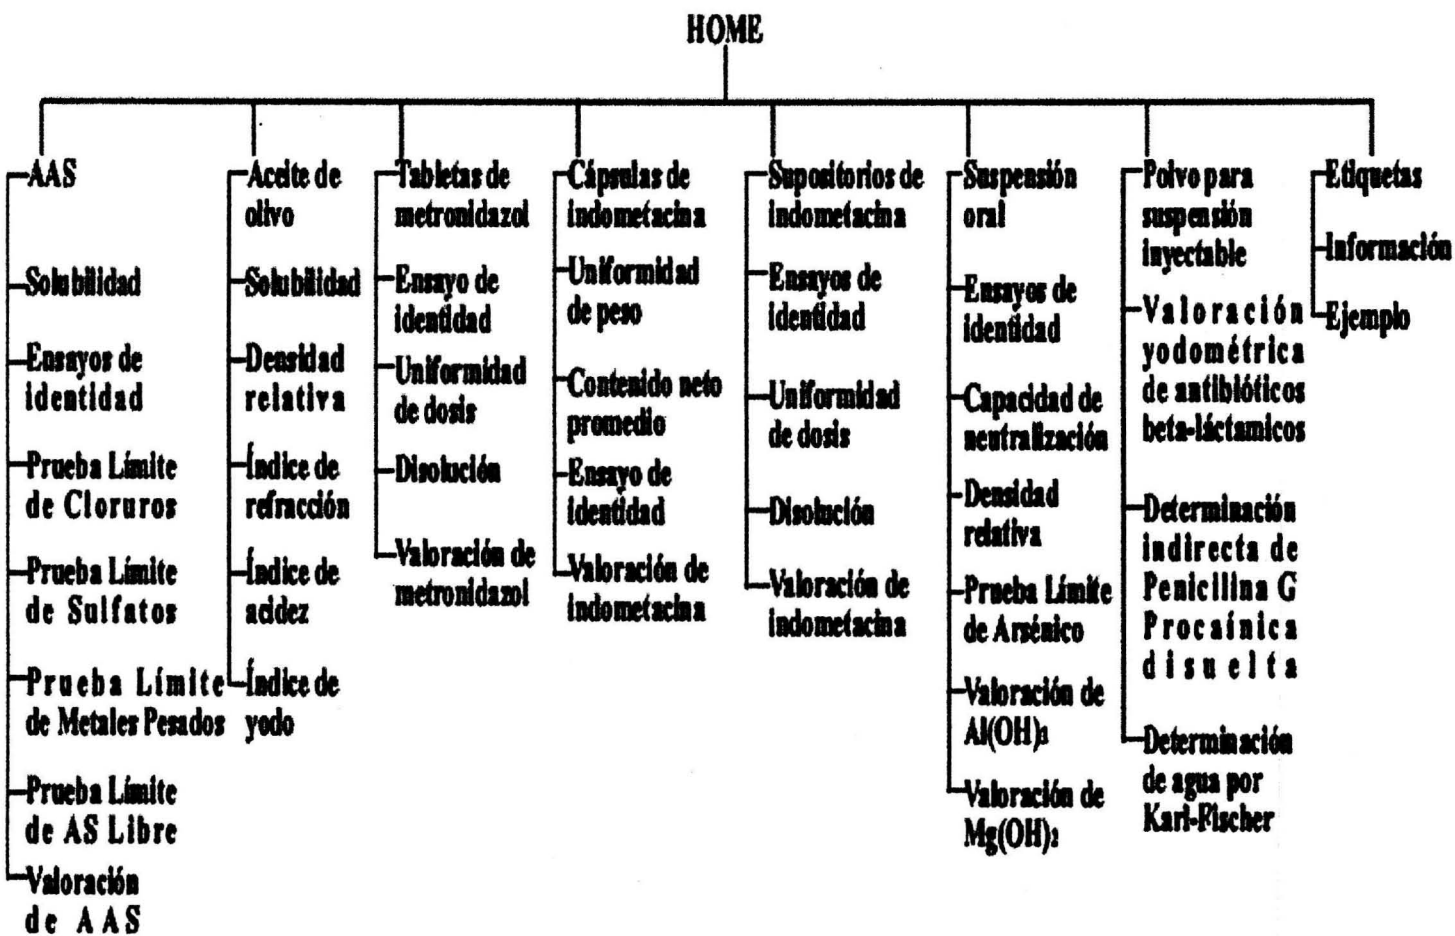 HOME
AAS
Solubilidad
Ensayos de
identidad
Prueba Límite
de Cloruros
Prueba Límite
de Sulfatos
Prueba Límite
de Metales Pesados
Prueba Límite
de AS Libre
Valoración
de AAS
Aceite de
olivo
Solubilidad
Densidad
relativa
Índice de
refracción
Índice de
acidez
Índice de
yodo
Tabletas de
metronidazol
Ensayo de
identidad
Uniformidad
de dosis
Disolución
Valoración de
metronidazol
Cápsulas de
indometacina
Uniformidad
de peso
Contenido neto
promedio
Ensayo de
identidad
Valoración de
indometacina
Supositorios de
indometacina
Ensayos de
identidad
Uniformidad
de dosis
Disolución
Valoración de
indometacina
Suspensión
oral
Ensayos de
identidad
Capacidad de
neutralización
Densidad
relativa
Prueba Límite
de Arsénico
Valoración de
Al(OH)₃
Valoración de
Mg(OH)₂
Polvo para
suspensión
inyectable
Valoración
yodométrica
de antibióticos
beta-láctamicos
Determinación
indirecta de
Penicilina G
Procaínica
disuelta
Determinación
de agua por
Karl-Fischer
Etiquetas
Información
Ejemplo